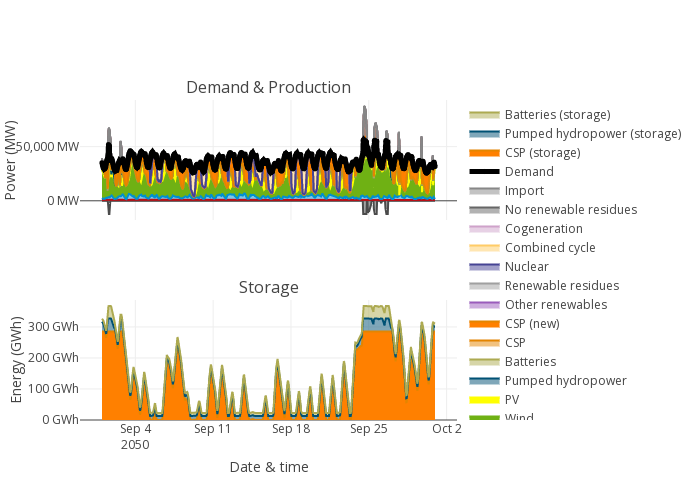 Demand & Production
Power (MW)
50,000 MW
0 MW
Storage
Energy (GWh)
300 GWh
200 GWh
100 GWh
0 GWh
Sep 4
2050
Sep 11
Sep 18
Sep 25
Oct 2
Date & time
Batteries (storage)
Pumped hydropower (storage)
CSP (storage)
Demand
Import
No renewable residues
Cogeneration
Combined cycle
Nuclear
Renewable residues
Other renewables
CSP (new)
CSP
Batteries
Pumped hydropower
PV
Wind